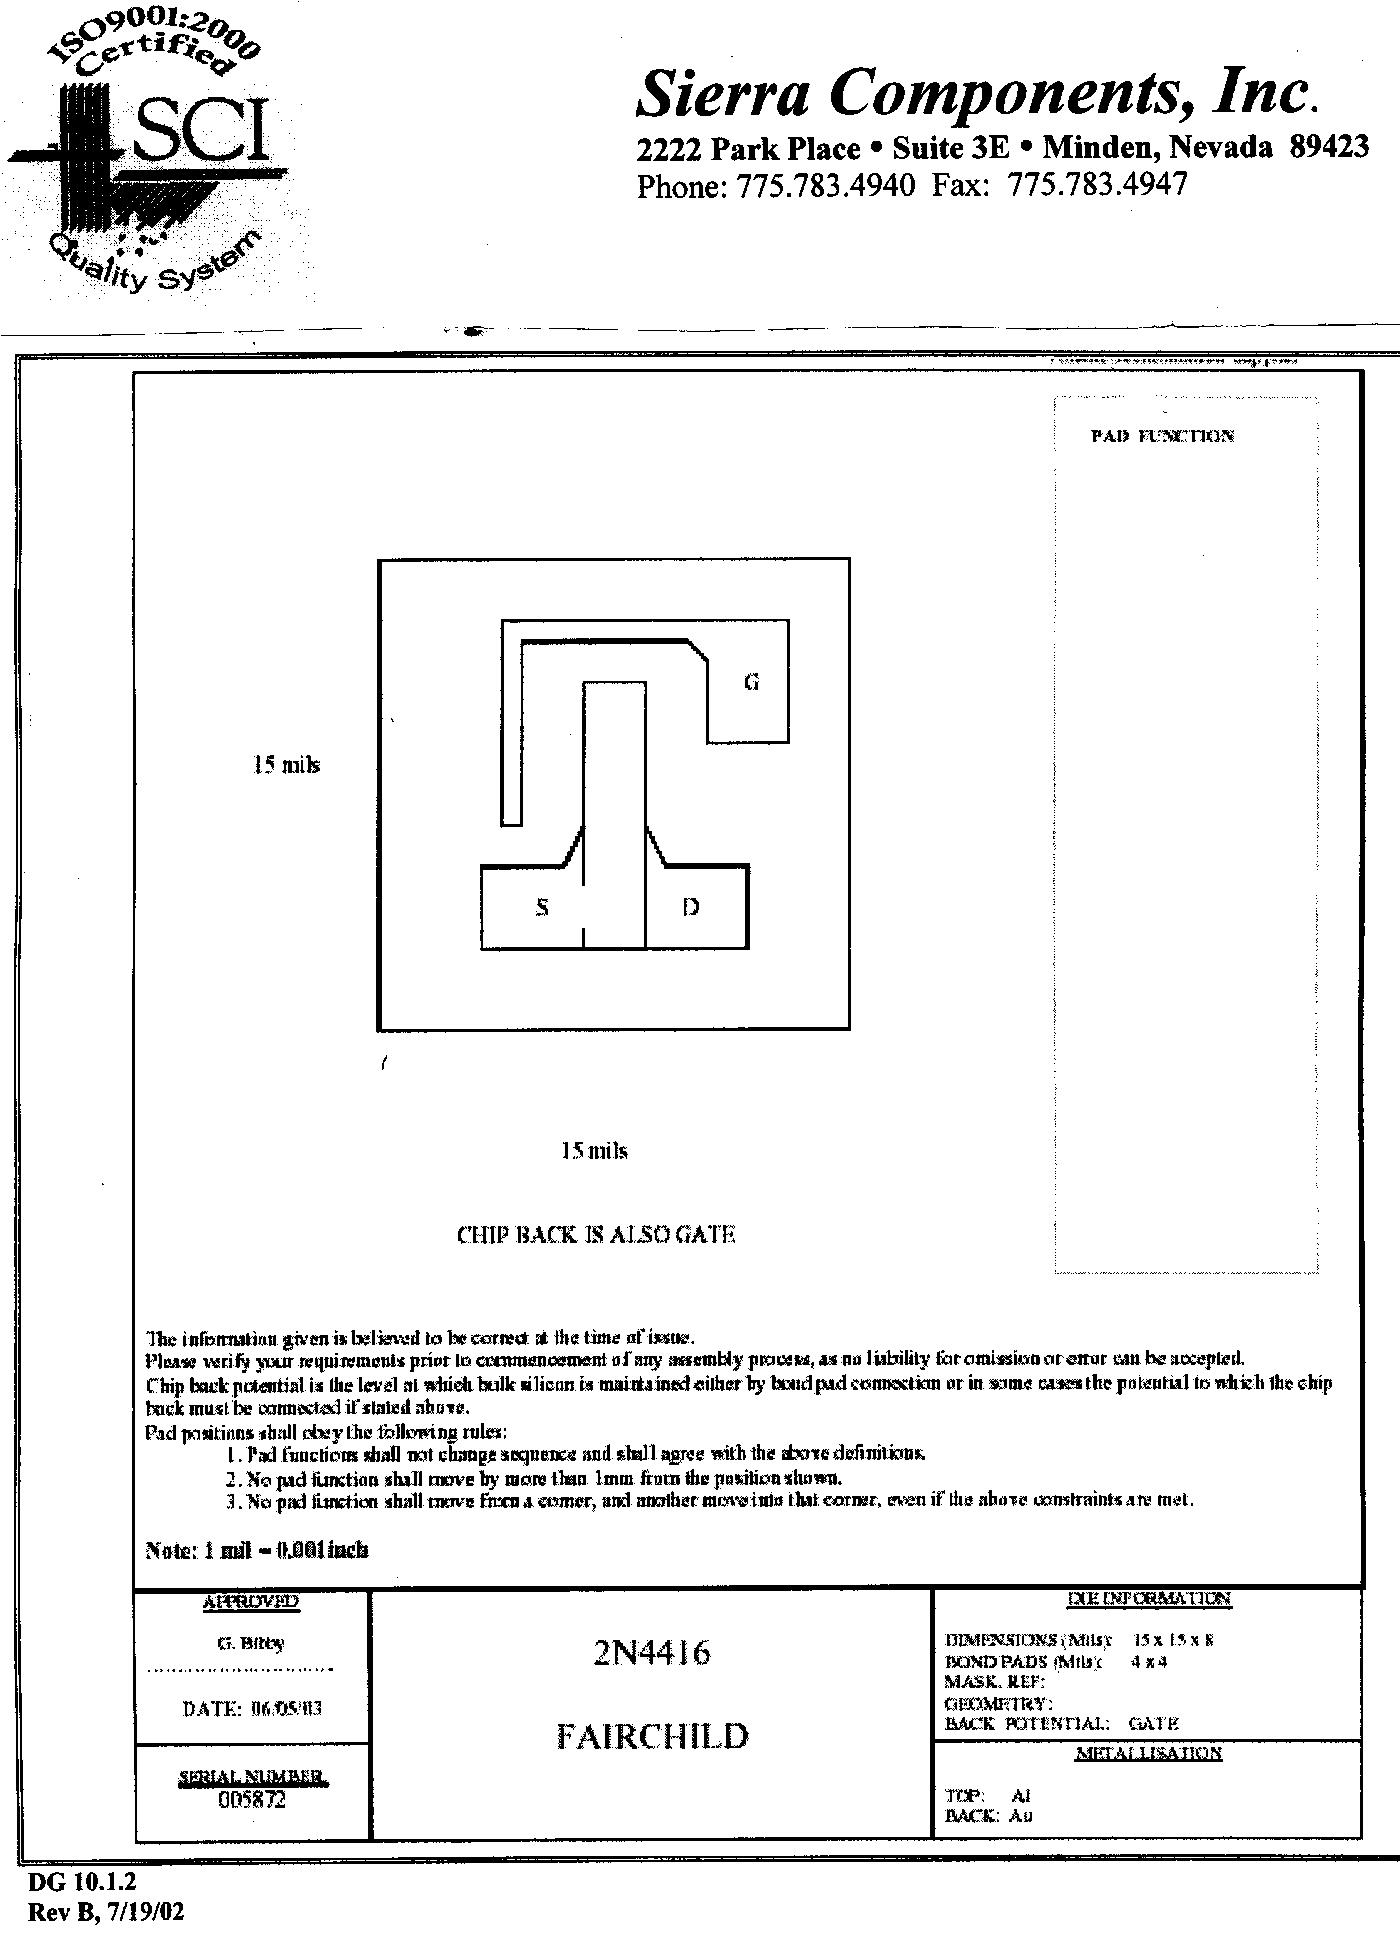 ISO9001:2000
Certified
SCI
Quality System
Sierra Components, Inc.
2222 Park Place • Suite 3E • Minden, Nevada 89423
Phone: 775.783.4940 Fax: 775.783.4947
PAD FUNCTION
G
15 mils
S
D
15 mils
CHIP BACK IS ALSO GATE
The information given is believed to be correct at the time of issue.
Please verify your requirements prior to commencement of any assembly process, as no liability for omission or error can be accepted.
Chip back potential is the level at which bulk silicon is maintained either by bond pad connection or in some cases the potential to which the chip
back must be connected if stated above.
Pad positions shall obey the following rules:
1. Pad functions shall not change sequence and shall agree with the above definitions.
2. No pad function shall move by more than 1mm from the position shown.
3. No pad function shall move from a corner, and another move into that corner, even if the above constraints are met.
Note: 1 mil = 0.001 inch
APPROVED
G. 
DATE: 06/05/03
SERIAL NUMBER
005872
2N4416
FAIRCHILD
DIE INFORMATION
DIMENSIONS (Mils): 15 x 15 x 8
BOND PADS (Mils): 4 x 4
MASK. REF:
GEOMETRY:
BACK POTENTIAL: GATE
METALLISATION
TOP: Al
BACK: Au
DG 10.1.2
Rev B, 7/19/02